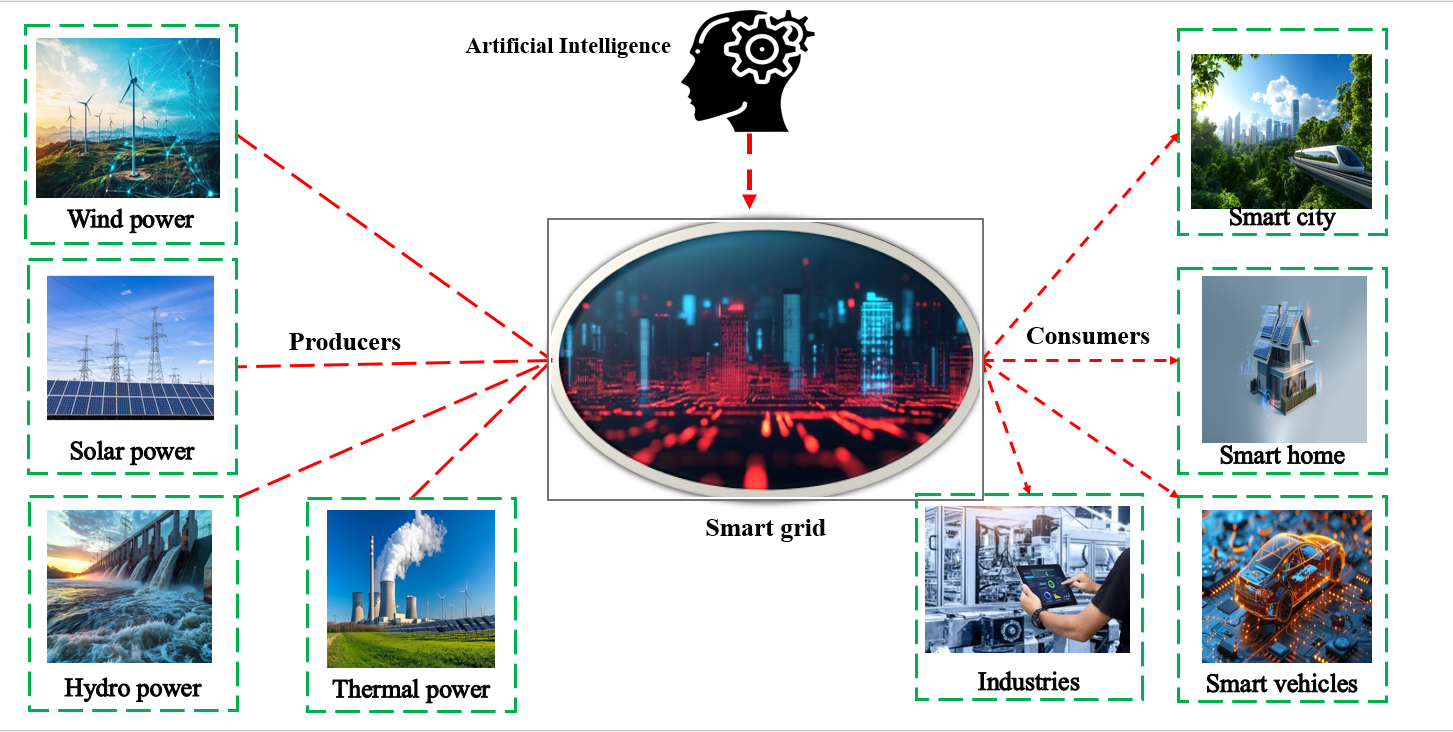 Artificial Intelligence
Wind power
Smart city
Producers
Consumers
Solar power
Smart home
Smart grid
Hydro power
Thermal power
Industries
Smart vehicles